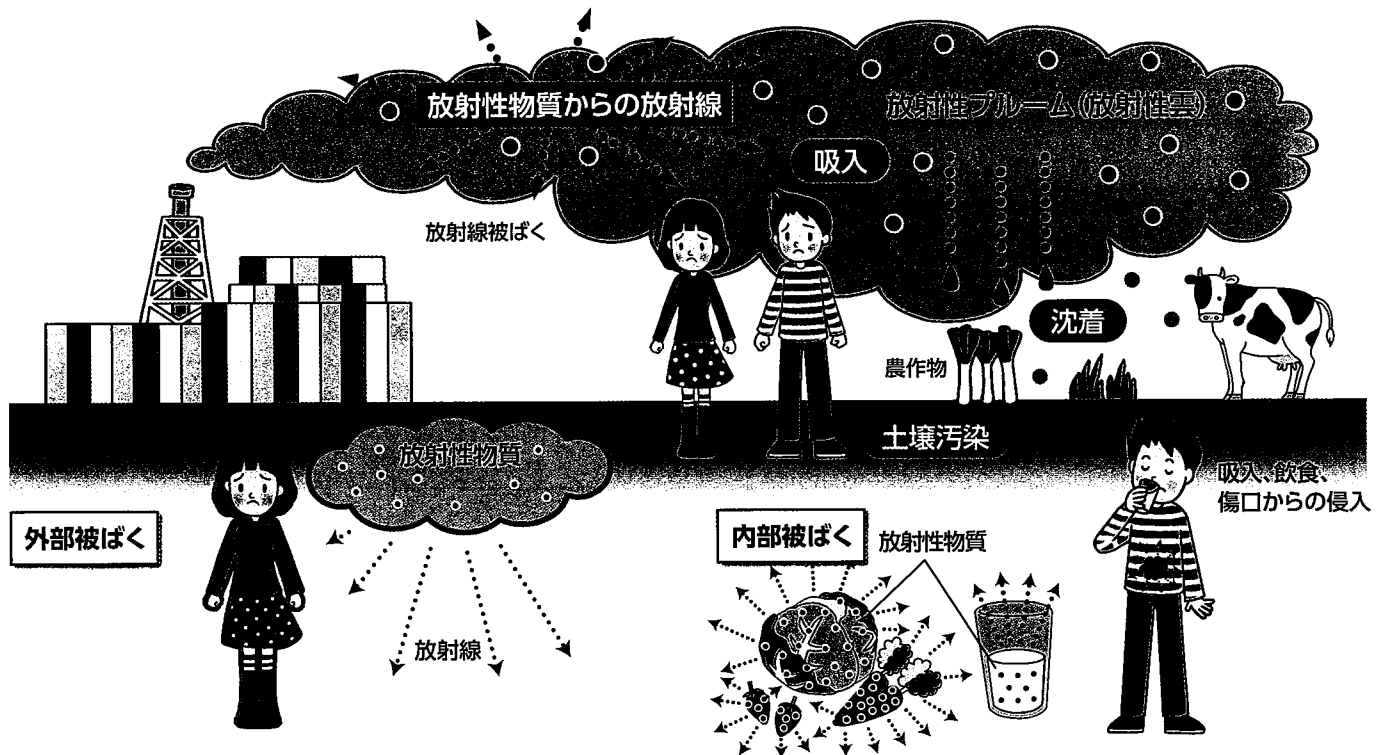 放射性物質からの放射線
放射性プルーム(放射性雲)
吸入
放射線被ばく
沈着
農作物
土壌汚染
放射性物質
吸入、飲食、
傷口からの侵入
外部被ばく
内部被ばく
放射性物質
放射線